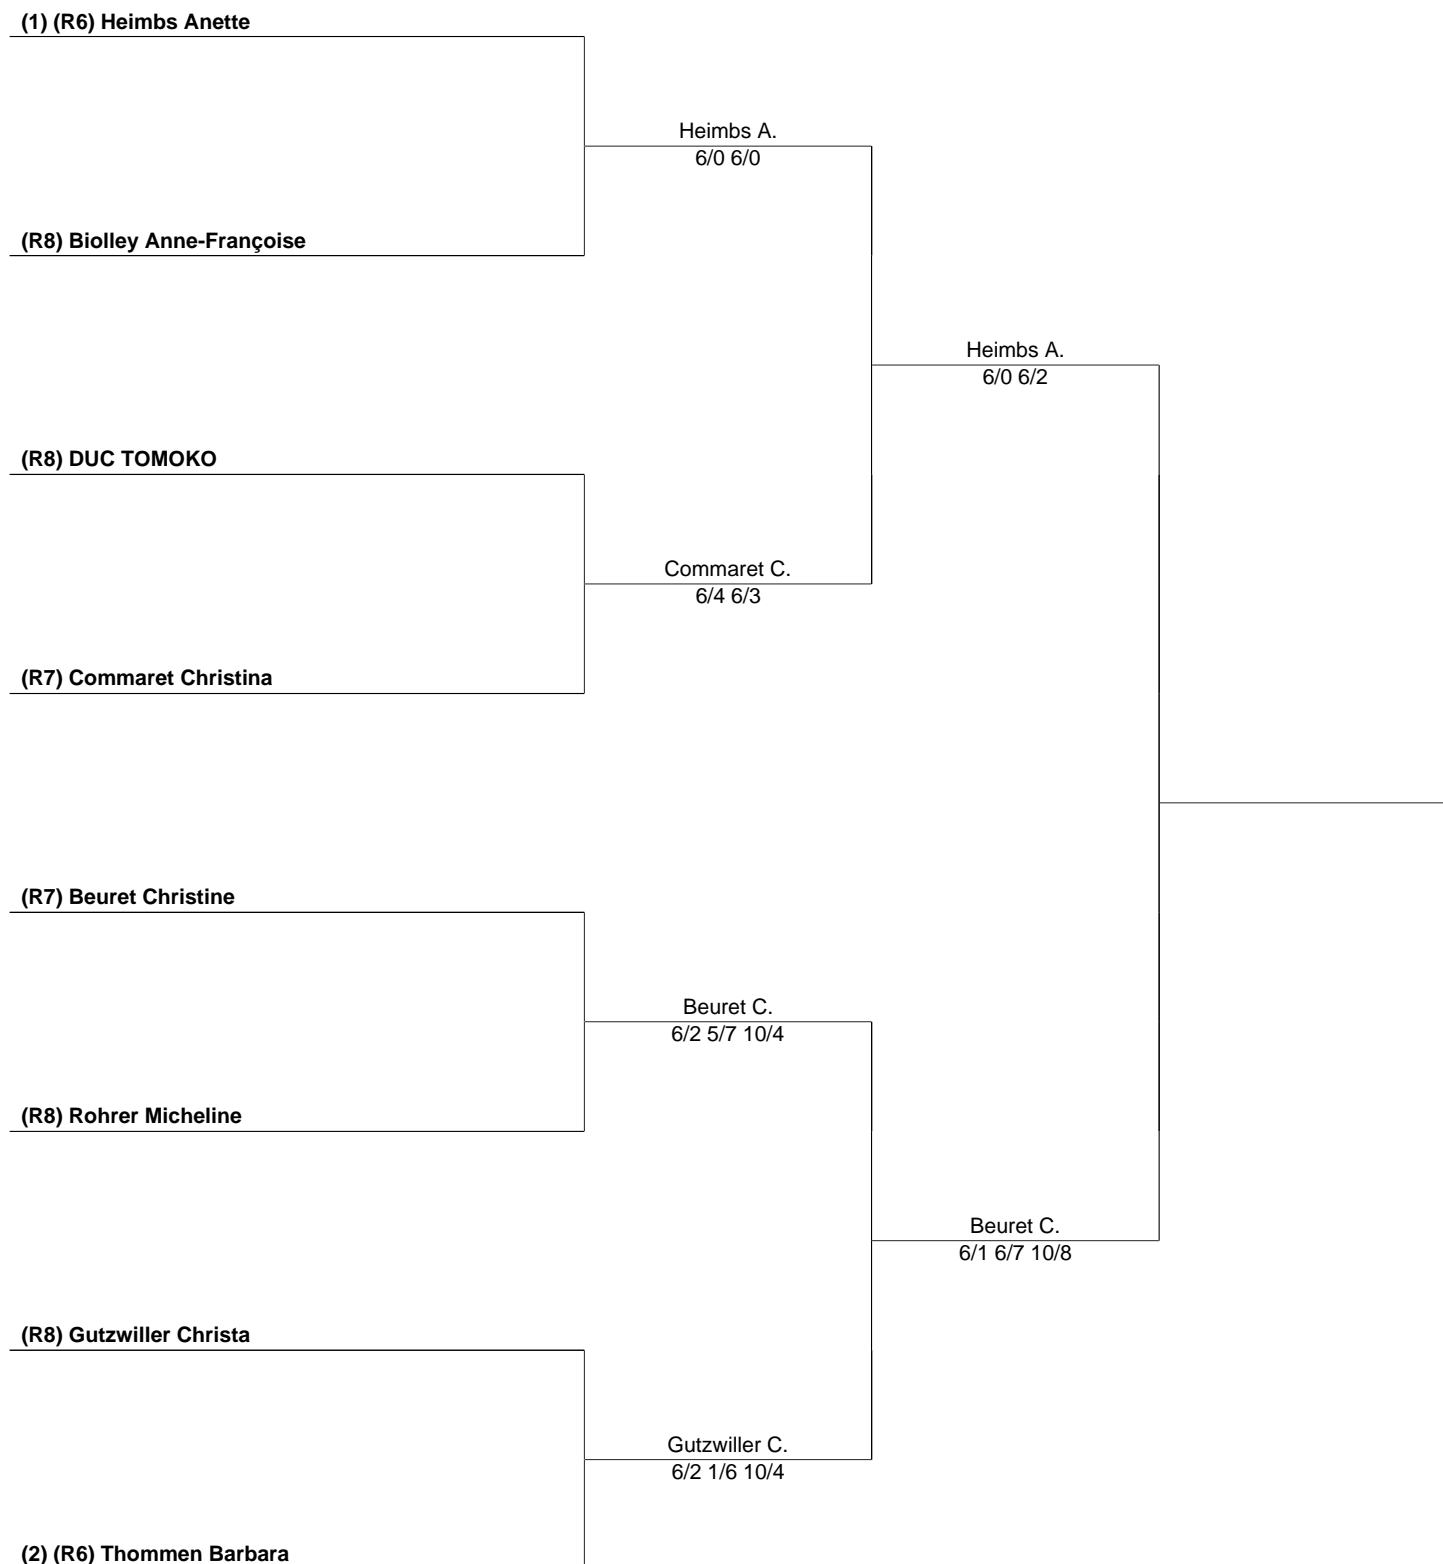 (1) (R6) Heimbs Anette
Heimbs A.
6/0 6/0
(R8) Biolley Anne-Françoise
Heimbs A.
6/0 6/2
(R8) DUC TOMOKO
Commaret C.
6/4 6/3
(R7) Commaret Christina
(R7) Beuret Christine
Beuret C.
6/2 5/7 10/4
(R8) Rohrer Micheline
Beuret C.
6/1 6/7 10/8
(R8) Gutzwiller Christa
Gutzwiller C.
6/2 1/6 10/4
(2) (R6) Thommen Barbara